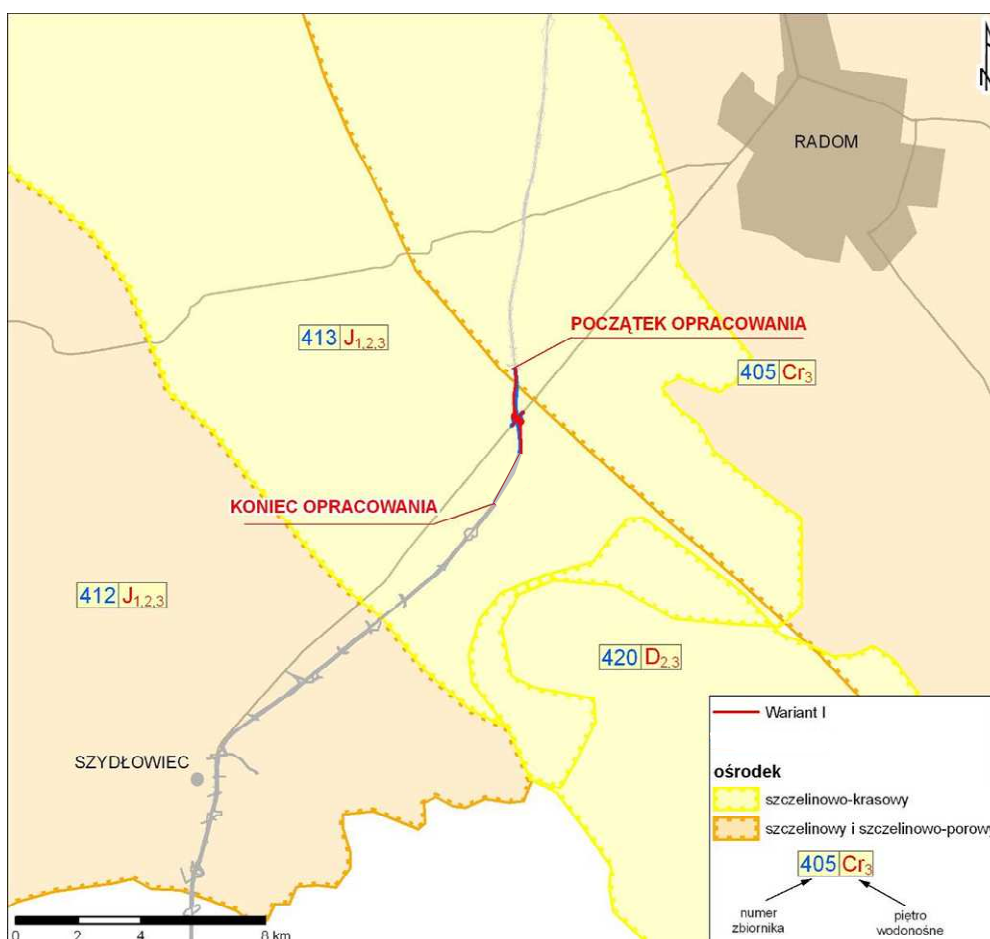 N
RADOM
POCZĄTEK OPRACOWANIA
413 J1,2,3
405 Cr3
KONIEC OPRACOWANIA
412 J1,2,3
420 D2,3
SZYDŁOWIEC
Wariant I
ośrodek
szczelinowo-krasowy
szczelinowy i szczelinowo-porowy
405 Cr3
numer
zbiornika
piętro
wodonośne
0 2 4 8 km